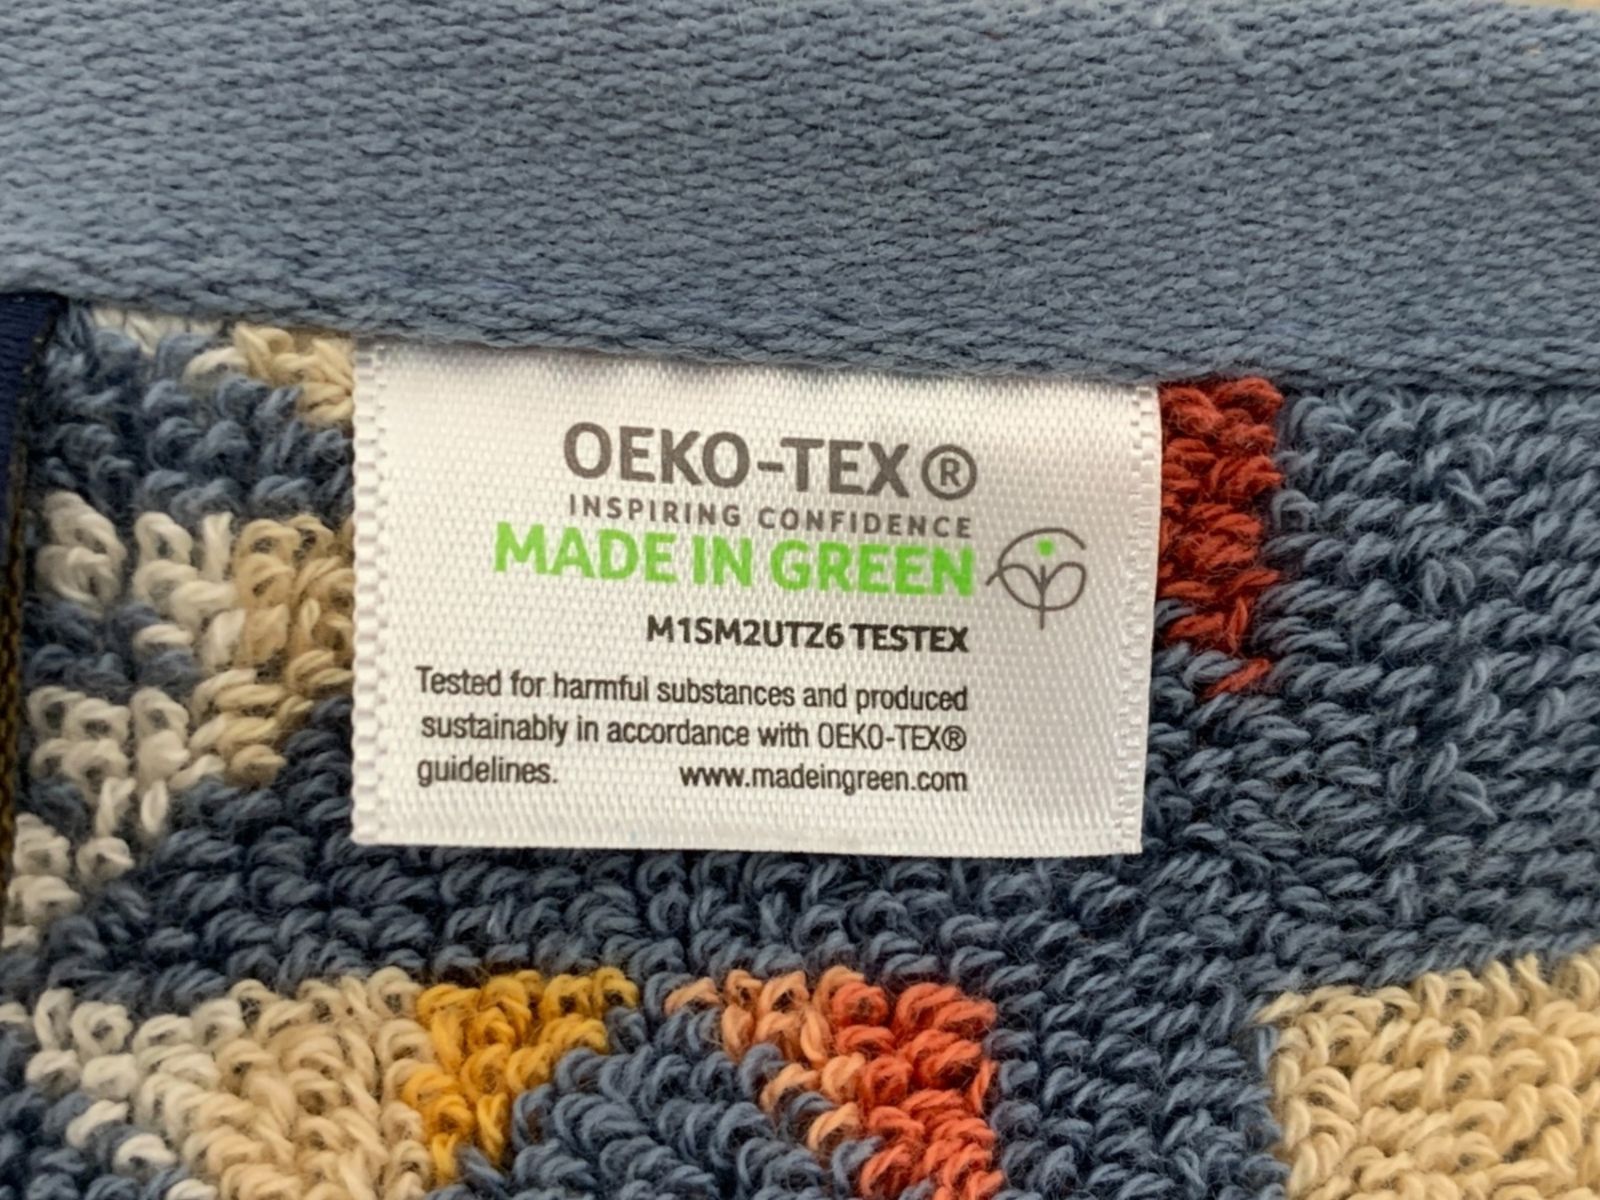 OEKO-TEX®
INSPIRING CONFIDENCE
MADE IN GREEN
M1SM2UTZ6 TESTEX
Tested for harmful substances and produced
sustainably in accordance with OEKO-TEX®
guidelines. www.madeingreen.com